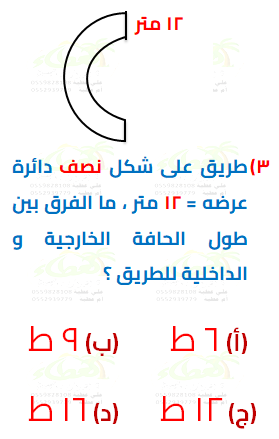 ١٢ متر
٣) طريق على شكل نصف دائرة
عرضه = ١٢ متر ، ما الفرق بين
طول الحافة الخارجية و
الداخلية للطريق ؟
(أ) ٦ ط (ب) ٩ ط
(ج) ١٢ ط (د) ١٦ ط